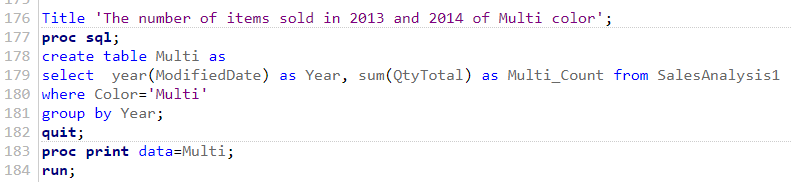 176 Title 'The number of items sold in 2013 and 2014 of Multi color';
177 proc sql;
178 create table Multi as
179 select  year(ModifiedDate) as Year, sum(QtyTotal) as Multi_Count from SalesAnalysis1
180 where Color='Multi'
181 group by Year;
182 quit;
183 proc print data=Multi;
184 run;